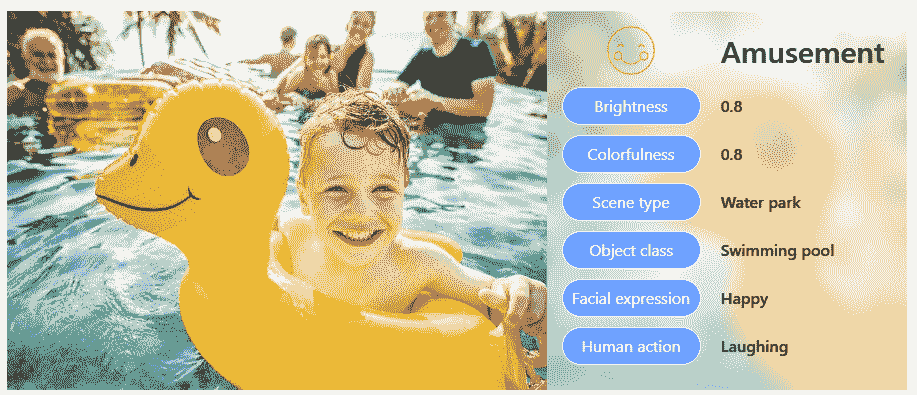 Amusement
Brightness 0.8
Colorfulness 0.8
Scene type Water park
Object class Swimming pool
Facial expression Happy
Human action Laughing